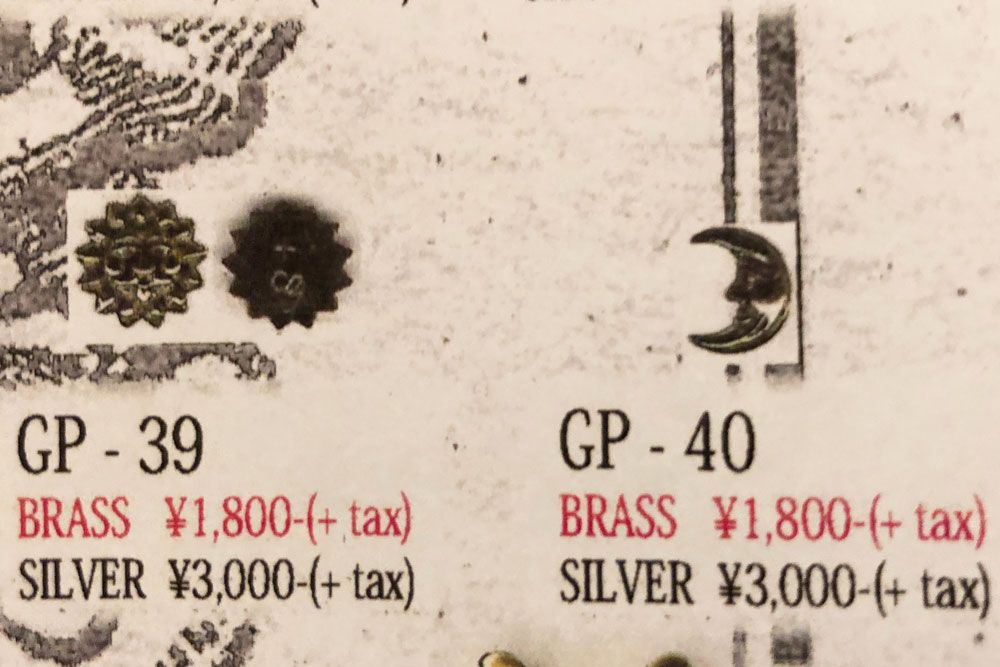 GP - 39
BRASS ¥1,800-(+ tax)
SILVER ¥3,000-(+ tax)
GP - 40
BRASS ¥1,800-(+ tax)
SILVER ¥3,000-(+ tax)